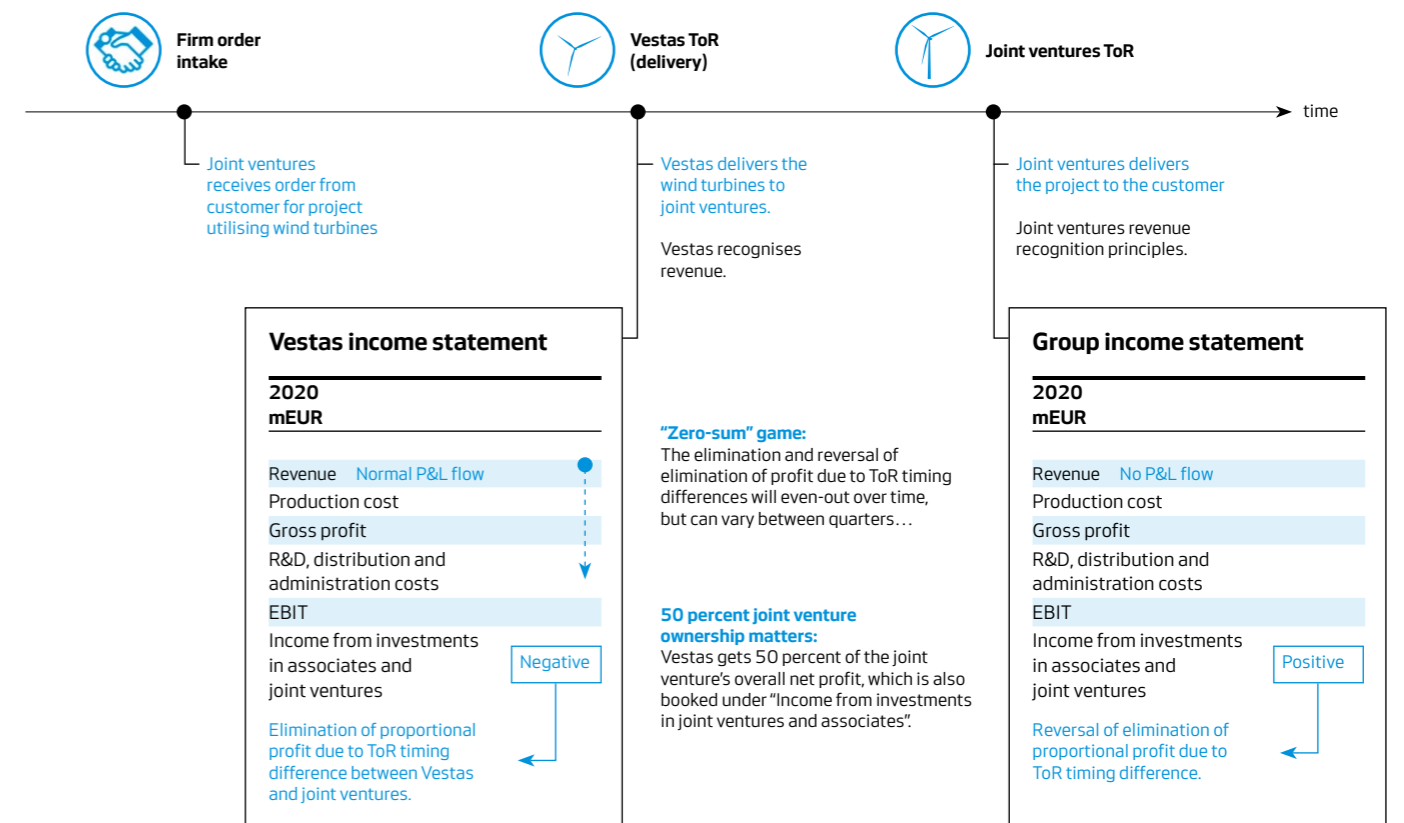 Firm order
intake
Vestas ToR
(delivery)
Joint ventures ToR
time
Joint ventures
receives order from
customer for project
utilising wind turbines
Vestas delivers the
wind turbines to
joint ventures.
Vestas recognises
revenue.
Joint ventures delivers
the project to the customer
Joint ventures revenue
recognition principles.
Vestas income statement
2020
mEUR
Revenue Normal P&L flow
Production cost
Gross profit
R&D, distribution and
administration costs
EBIT
Income from investments
in associates and
joint ventures
Negative
Elimination of proportional
profit due to ToR timing
difference between Vestas
and joint ventures.
“Zero-sum” game:
The elimination and reversal of
elimination of profit due to ToR timing
differences will even-out over time,
but can vary between quarters…
50 percent joint venture
ownership matters:
Vestas gets 50 percent of the joint
venture’s overall net profit, which is also
booked under “Income from investments
in joint ventures and associates”.
Group income statement
2020
mEUR
Revenue No P&L flow
Production cost
Gross profit
R&D, distribution and
administration costs
EBIT
Income from investments
in associates and
joint ventures
Positive
Reversal of elimination of
proportional profit due to
ToR timing difference.